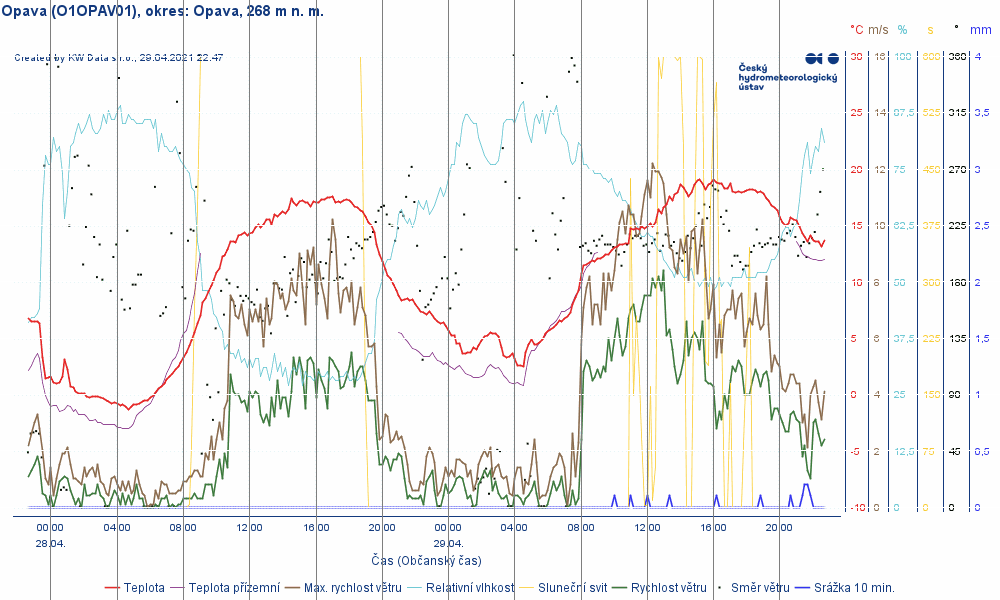 Opava (O1OPAV01), okres: Opava, 268 m n. m.
°C m/s % s ° mm
Created by KW Data s.r.o., 29.04.2021 22:47
Český
hydrometeorologický
ústav
30 16 100 600 360 4
25 14 87,5 525 315 3,5
20 12 75 450 270 3
15 10 62,5 375 225 2,5
10 8 50 300 180 2
5 6 37,5 225 135 1,5
0 4 25 150 90 1
-5 2 12,5 75 45 0,5
-10 0 0 0 0 0
00:00 04:00 08:00 12:00 16:00 20:00 00:00 04:00 08:00 12:00 16:00 20:00
28.04. 29.04.
Čas (Občanský čas)
Teplota Teplota přízemní Max. rychlost větru Relativní vlhkost Sluneční svit Rychlost větru Směr větru Srážka 10 min.